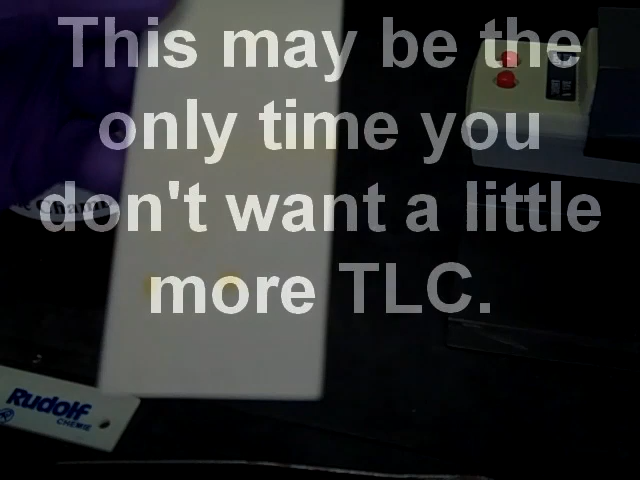 This may be the
only time you
don't want a little
more TLC.
Rudolf
CHEMIE